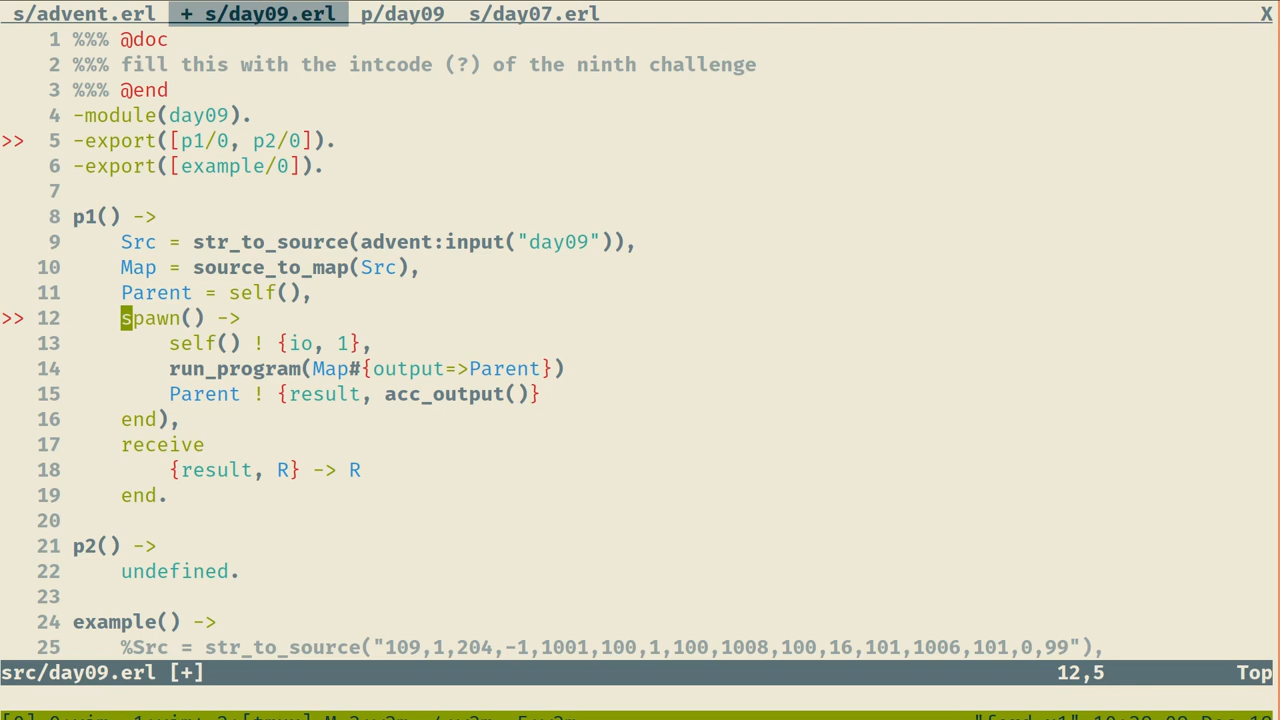 s/advent.erl + s/day09.erl p/day09 s/day07.erl X
1 %%% @doc
2 %%% fill this with the intcode (?) of the ninth challenge
3 %%% @end
4 -module(day09).
>> 5 -export([p1/0, p2/0]).
6 -export([example/0]).
7
8 p1() ->
9 Src = str_to_source(advent:input("day09")),
10 Map = source_to_map(Src),
11 Parent = self(),
>> 12 spawn() ->
13 self() ! {io, 1},
14 run_program(Map#{output=>Parent})
15 Parent ! {result, acc_output()}
16 end),
17 receive
18 {result, R} -> R
19 end.
20
21 p2() ->
22 undefined.
23
24 example() ->
25 %Src = str_to_source("109,1,204,-1,1001,100,1,100,1008,100,16,101,1006,101,0,99"),
src/day09.erl [+] 12,5 Top